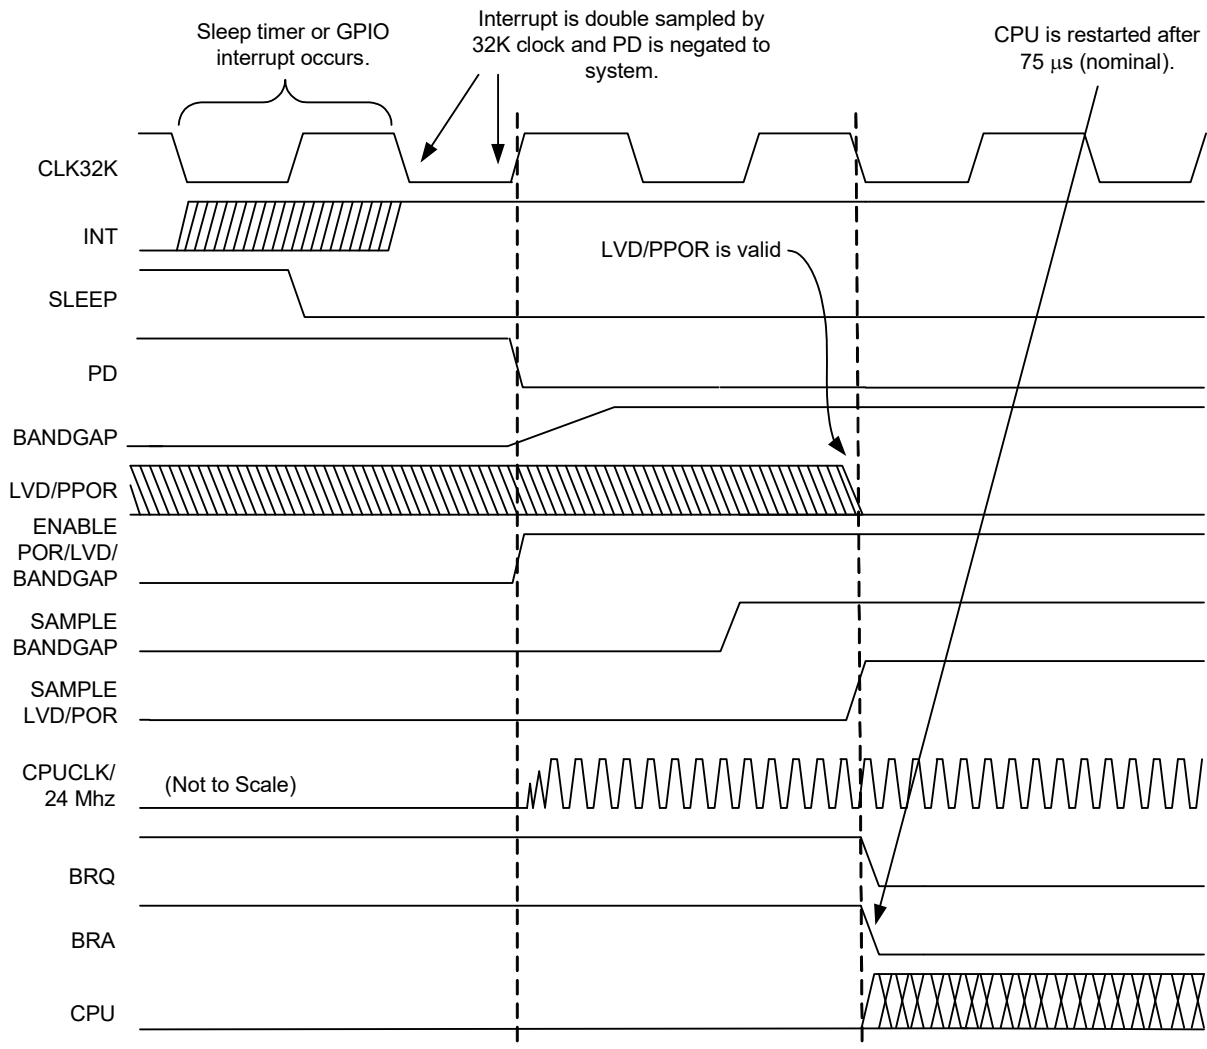 Sleep timer or GPIO
interrupt occurs.
Interrupt is double sampled by
32K clock and PD is negated to
system.
CPU is restarted after
75 μs (nominal).
CLK32K
INT
LVD/PPOR is valid
SLEEP
PD
BANDGAP
LVD/PPOR
ENABLE
POR/LVD/
BANDGAP
SAMPLE
BANDGAP
SAMPLE
LVD/POR
CPUCLK/
24 Mhz
(Not to Scale)
BRQ
BRA
CPU